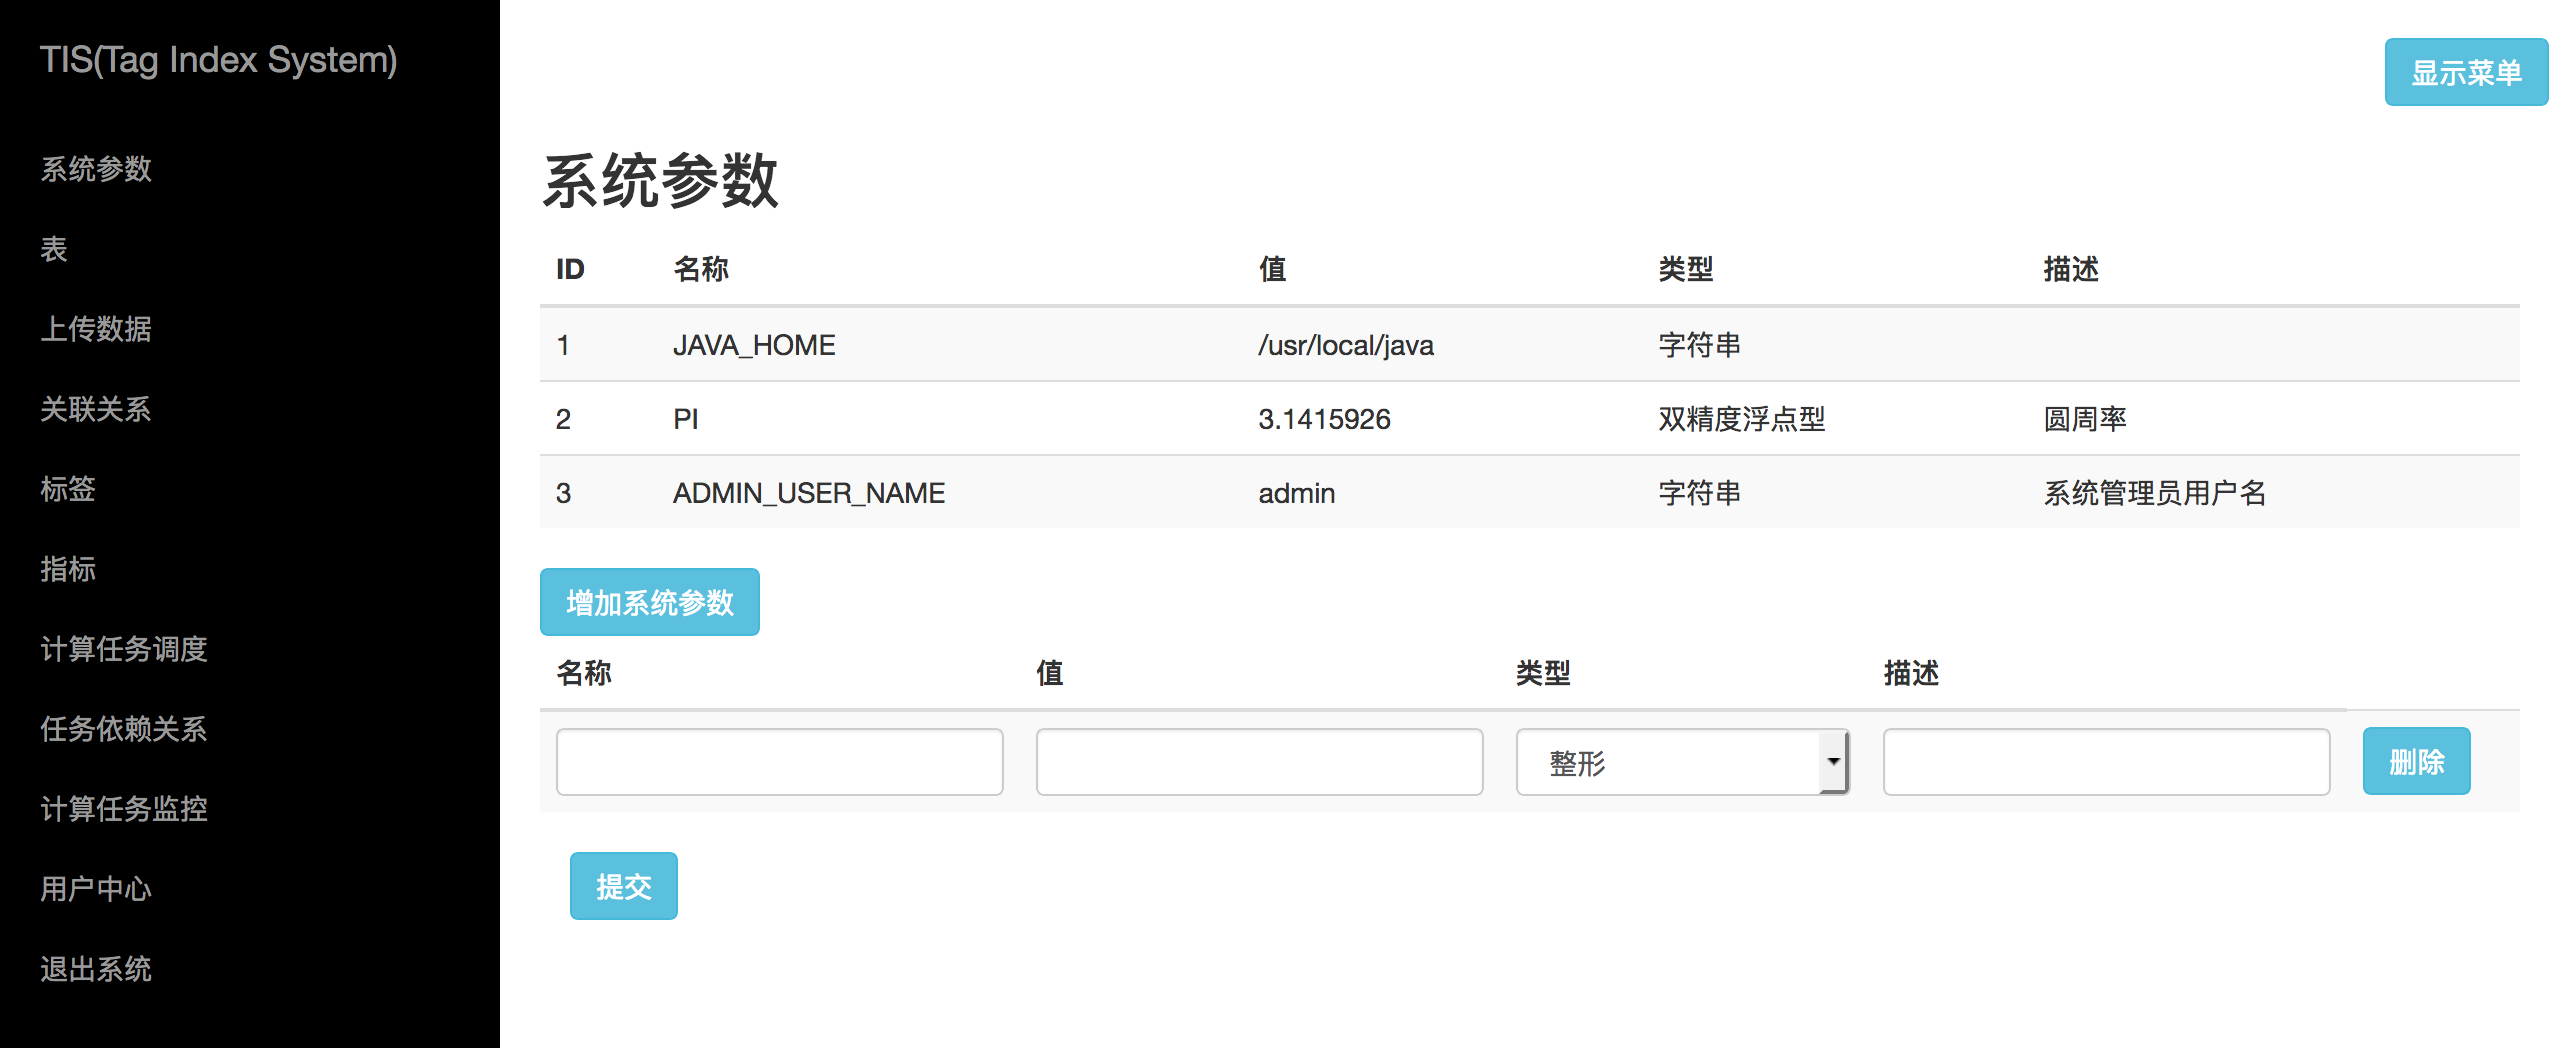 TIS(Tag Index System)
系统参数
表
上传数据
关联关系
标签
指标
计算任务调度
任务依赖关系
计算任务监控
用户中心
退出系统
显示菜单
系统参数
ID 名称 值 类型 描述
1 JAVA_HOME /usr/local/java 字符串
2 PI 3.1415926 双精度浮点型 圆周率
3 ADMIN_USER_NAME admin 字符串 系统管理员用户名
增加系统参数
名称 值 类型 描述
整形 删除
提交